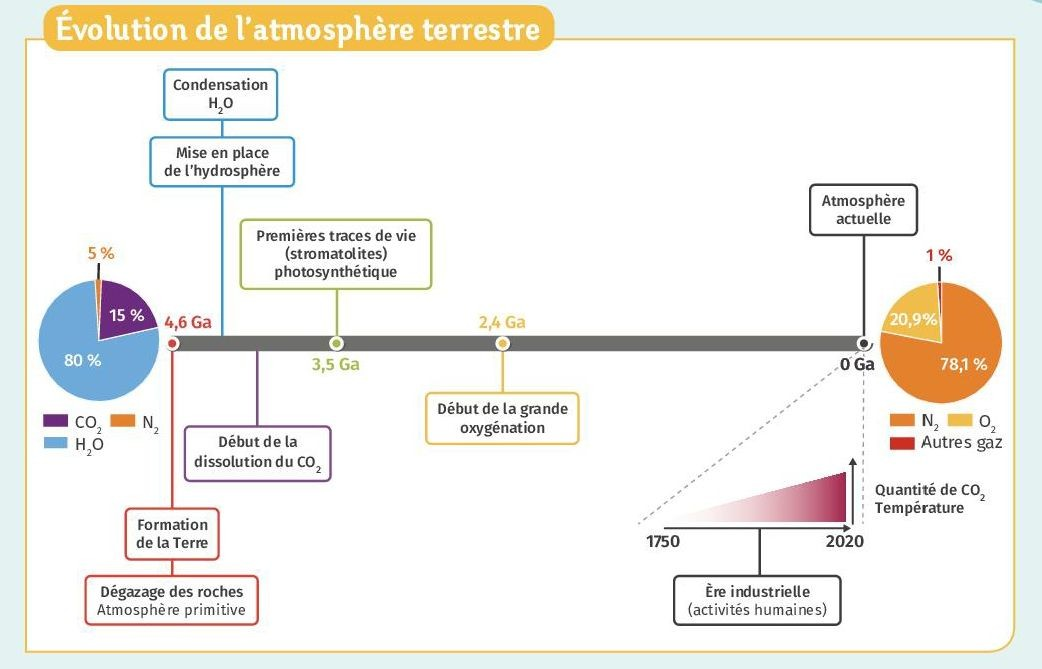 Évolution de l'atmosphère terrestre
Condensation
H₂O
Mise en place
de l'hydrosphère
Premières traces de vie
(stromatolites)
photosynthétique
Atmosphère
actuelle
5 %
15 %
80 %
CO₂ N₂
H₂O
4,6 Ga
3,5 Ga
2,4 Ga
0 Ga
1 %
20,9%
78,1 %
N₂ O₂
Autres gaz
Début de la
dissolution du CO₂
Début de la grande
oxygénation
Formation
de la Terre
Dégazage des roches
Atmosphère primitive
Quantité de CO₂
Température
1750 2020
Ère industrielle
(activités humaines)